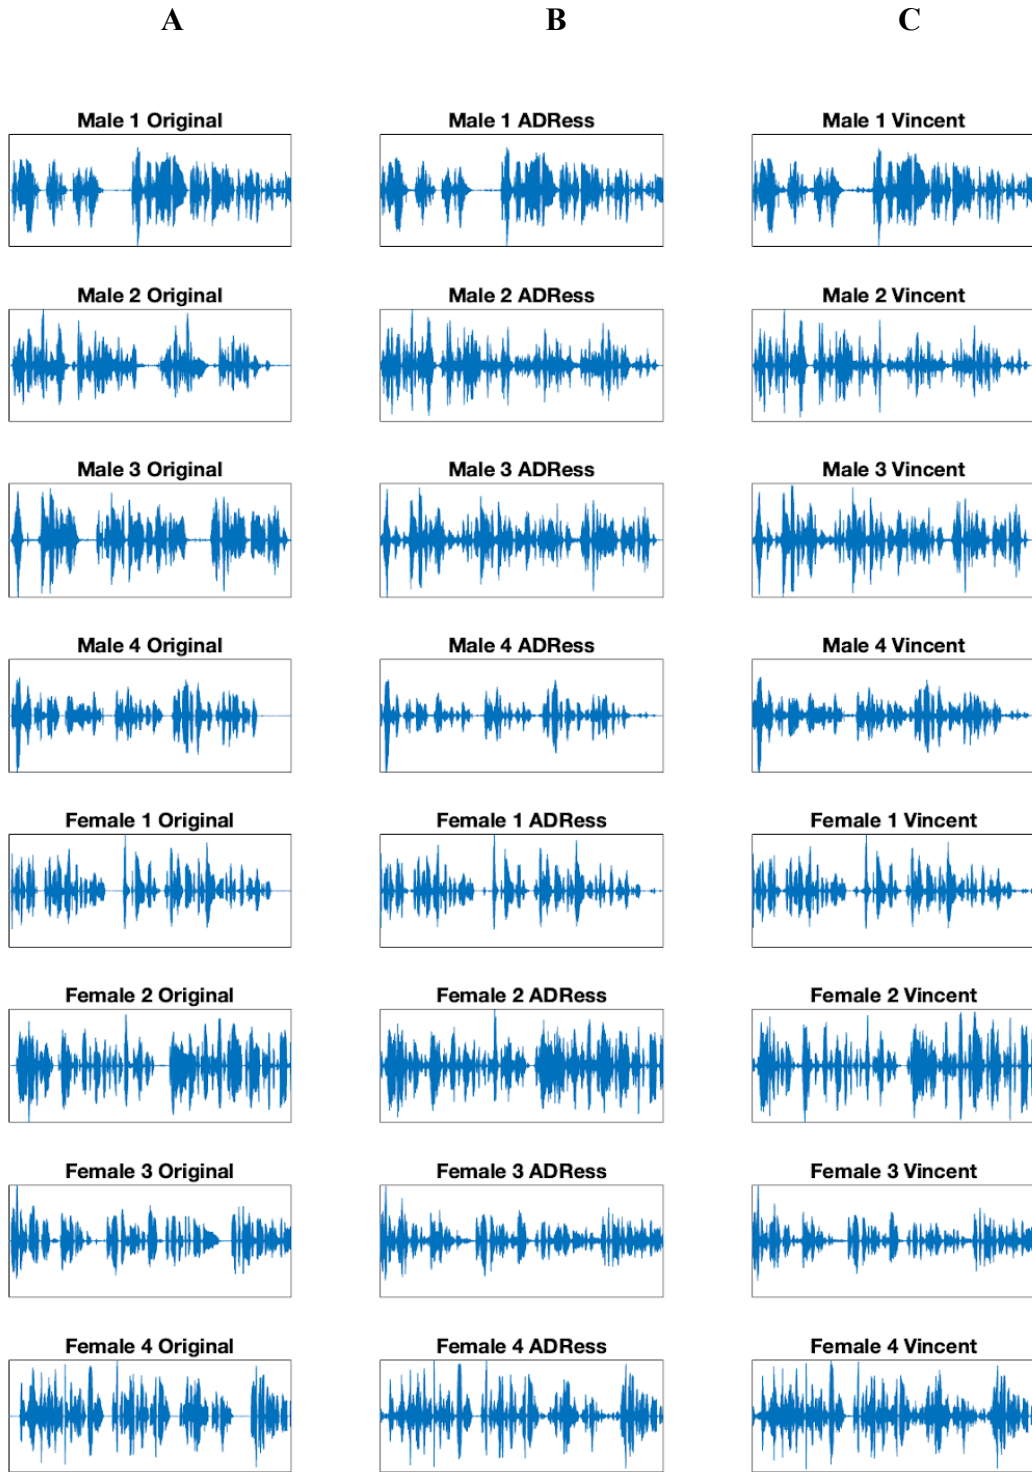 A B C
Male 1 Original Male 1 ADRess Male 1 Vincent
Male 2 Original Male 2 ADRess Male 2 Vincent
Male 3 Original Male 3 ADRess Male 3 Vincent
Male 4 Original Male 4 ADRess Male 4 Vincent
Female 1 Original Female 1 ADRess Female 1 Vincent
Female 2 Original Female 2 ADRess Female 2 Vincent
Female 3 Original Female 3 ADRess Female 3 Vincent
Female 4 Original Female 4 ADRess Female 4 Vincent